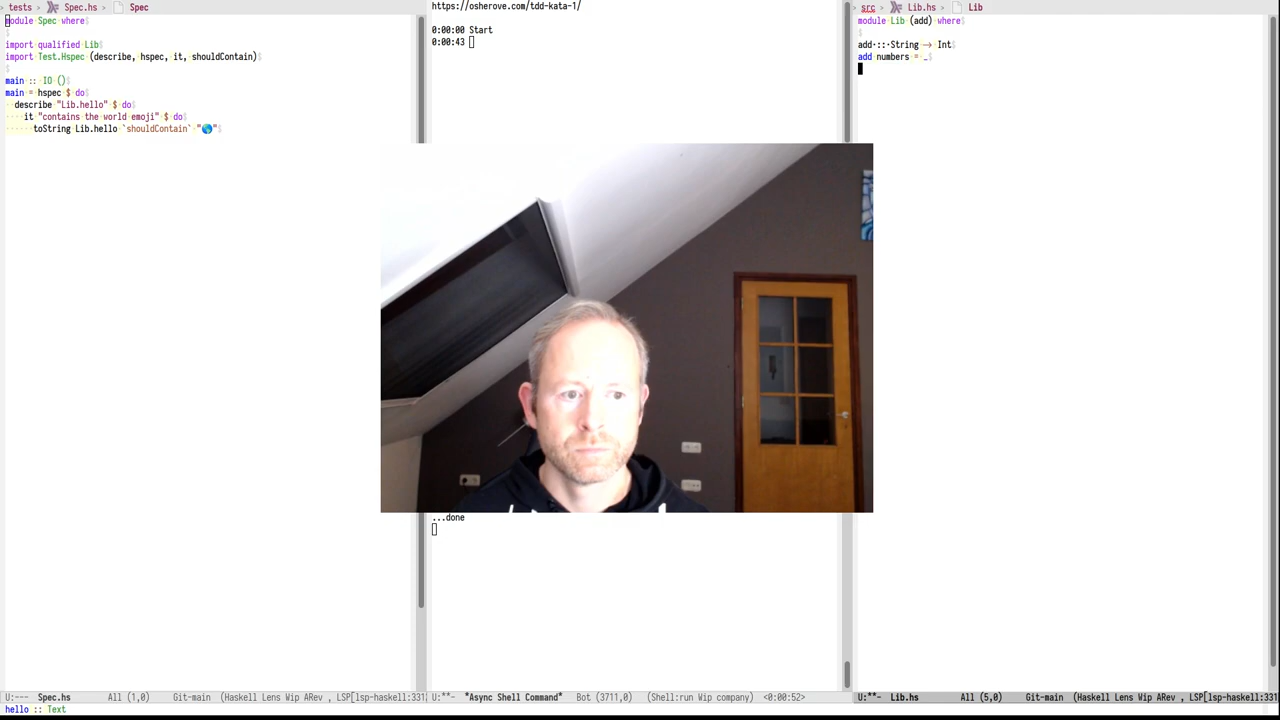 tests > Spec.hs > Spec
module Spec where
import qualified Lib
import Test.Hspec (describe, hspec, it, shouldContain)
main :: IO ()
main = hspec $ do
describe "Lib.hello" $ do
it "contains the world emoji" $ do
toString Lib.hello `shouldContain` "🌎"
U:--- Spec.hs All (1,0) Git-main (Haskell Lens Wip ARev , LSP[lsp-haskell:331
hello :: Text
https://osherove.com/tdd-kata-1/
0:00:00 Start
0:00:43
...done
U:**- *Async Shell Command* Bot (3711,0) (Shell:run Wip company) <0:00:52>
src > Lib.hs > Lib
module Lib (add) where
add :: String → Int
add numbers = _
U:**- Lib.hs All (5,0) Git-main (Haskell Lens Wip ARev , LSP[lsp-haskell:331